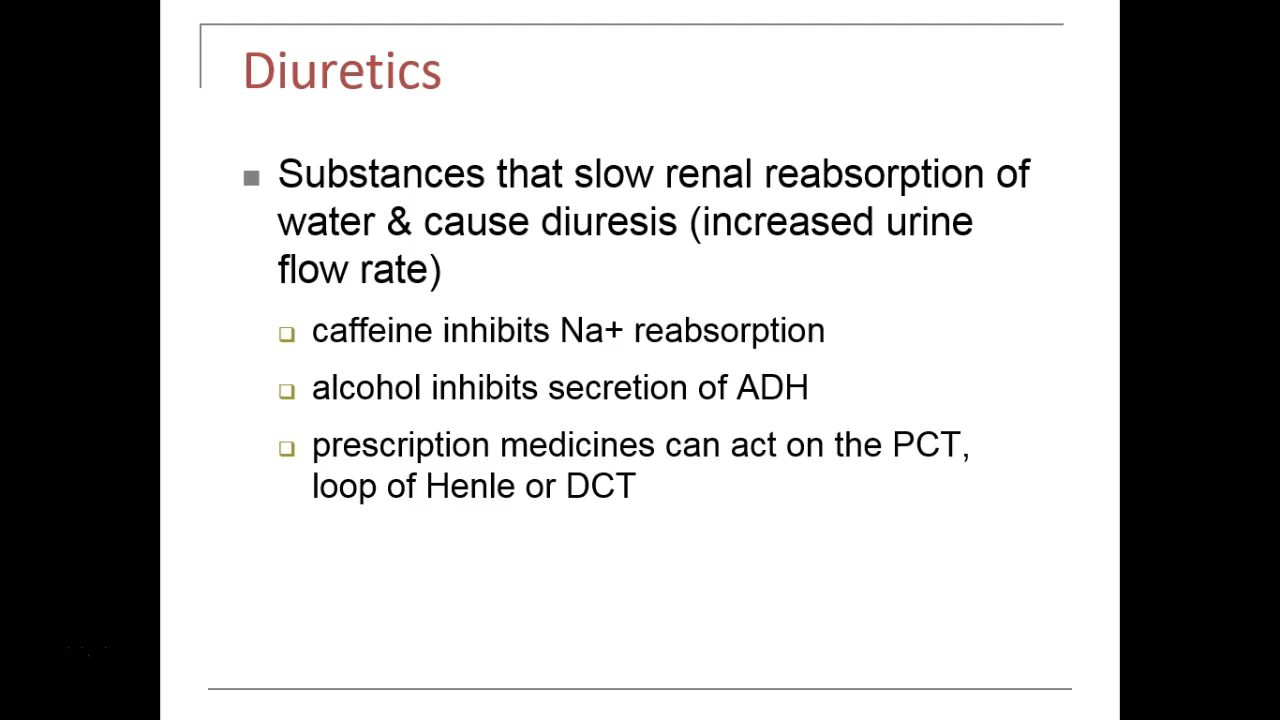 Diuretics
Substances that slow renal reabsorption of
water & cause diuresis (increased urine
flow rate)
caffeine inhibits Na+ reabsorption
alcohol inhibits secretion of ADH
prescription medicines can act on the PCT,
loop of Henle or DCT